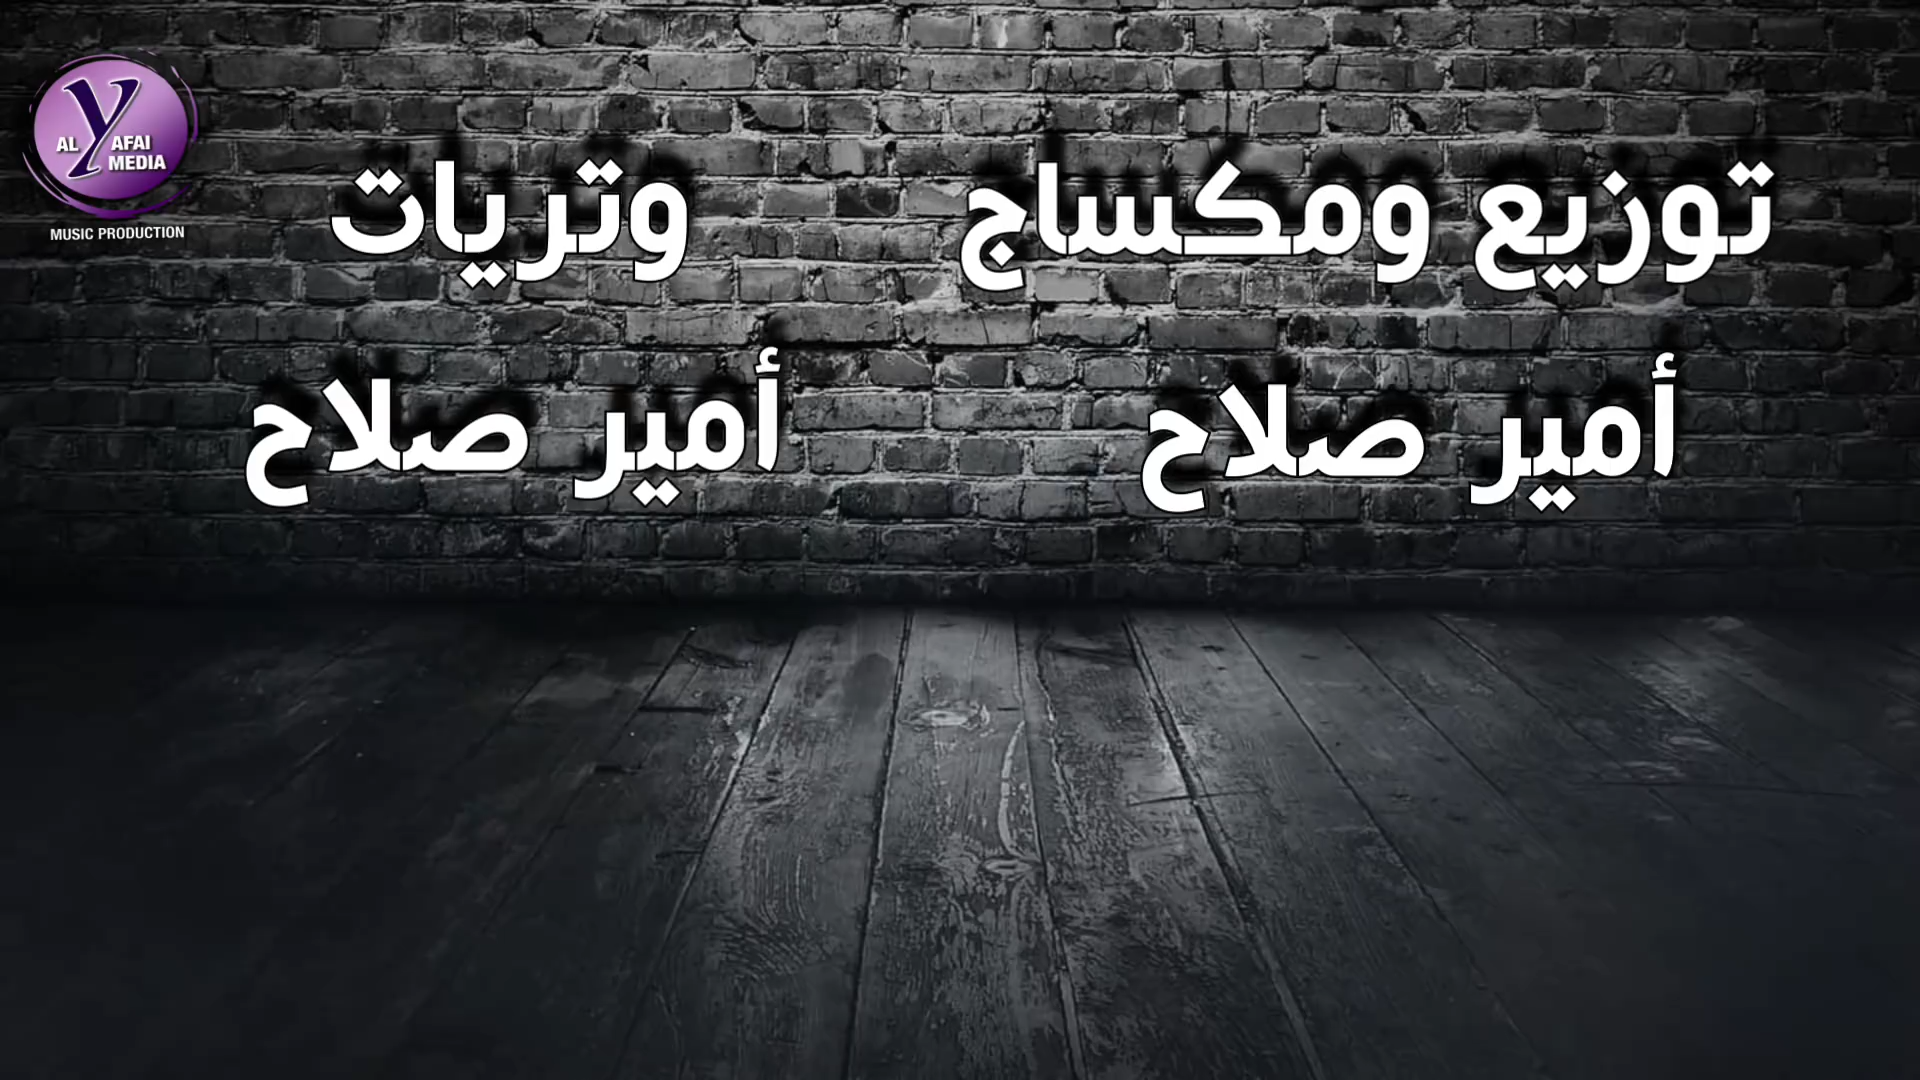 AL YAFAI
MEDIA
MUSIC PRODUCTION
توزيع ومكساج
أمير صلاح
وتريات
أمير صلاح